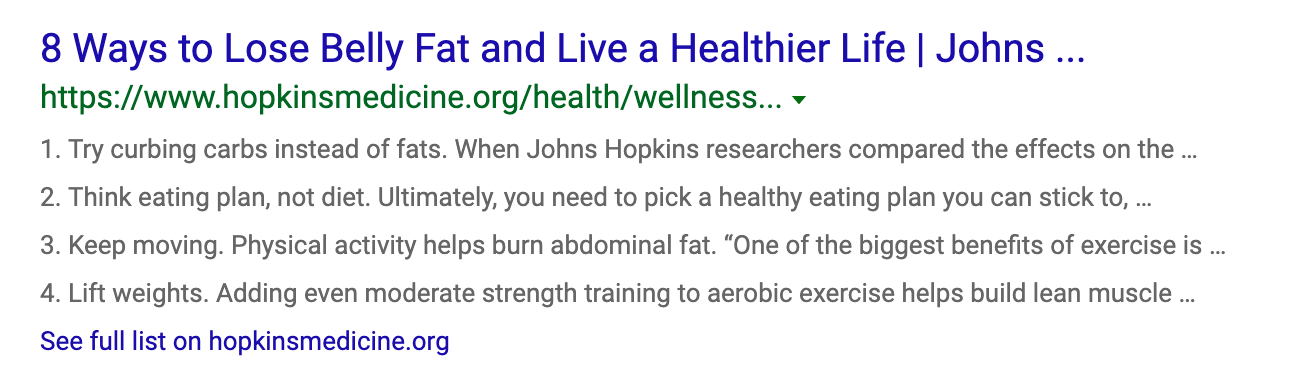 8 Ways to Lose Belly Fat and Live a Healthier Life | Johns ...
https://www.hopkinsmedicine.org/health/wellness...
1. Try curbing carbs instead of fats. When Johns Hopkins researchers compared the effects on the ...
2. Think eating plan, not diet. Ultimately, you need to pick a healthy eating plan you can stick to, ...
3. Keep moving. Physical activity helps burn abdominal fat. “One of the biggest benefits of exercise is ...
4. Lift weights. Adding even moderate strength training to aerobic exercise helps build lean muscle ...
See full list on hopkinsmedicine.org